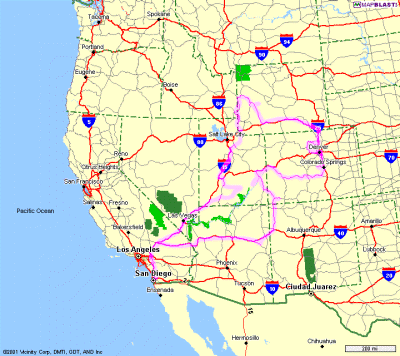 MAPBLAST!
Spokane
Tacoma
94
Portland
90
Eugene
Boise
86
5
Salt Lake City
80
Reno
Denver
Citrus Heights
Colorado Springs
70
San Francisco
Salinas
Fresno
Las Vegas
Pacific Ocean
Bakersfield
Albuquerque
Amarillo
40
Los Angeles
Lubbock
Phoenix
San Diego
20
Tucson
10
Ciudad Juarez
Ensenada
2
15
Hermosillo
Chihuahua
©2001 Vicinity Corp, DMTI, GDT, AND Inc
200 mi